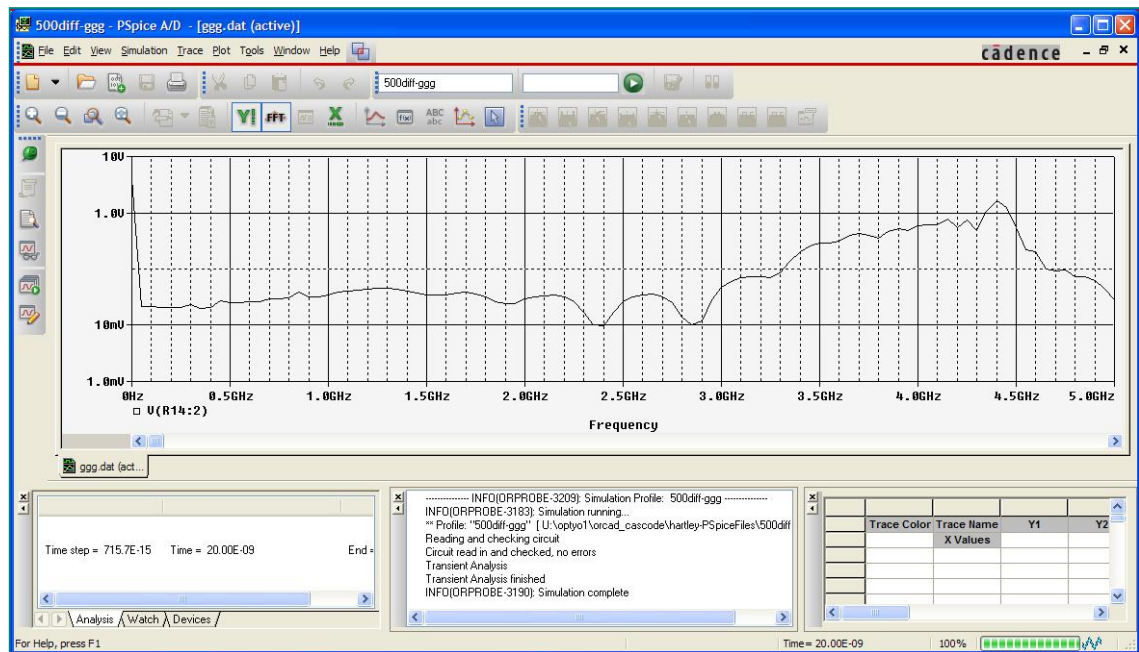 500diff-ggg - PSpice A/D - [ggg.dat (active)]
File Edit View Simulation Trace Plot Tools Window Help
cādence
500diff-ggg
FFT
ABC
abc
10V
1.0V
10mV
1.0mV
0Hz 0.5GHz 1.0GHz 1.5GHz 2.0GHz 2.5GHz 3.0GHz 3.5GHz 4.0GHz 4.5GHz 5.0GHz
V(R14:2)
Frequency
ggg.dat (act...
Time step = 715.7E-15 Time = 20.00E-09 End =
Analysis Watch Devices
--------------- INFO(ORPROBE-3209): Simulation Profile: 500diff-ggg ---------------
INFO(ORPROBE-3183): Simulation running...
** Profile: "500diff-ggg" [ U:\optyo1\orcad_cascode\hartley-PSpiceFiles\500diff
Reading and checking circuit
Circuit read in and checked, no errors
Transient Analysis
Transient Analysis finished
INFO(ORPROBE-3190): Simulation complete
Trace Color Trace Name Y1 Y2
X Values
For Help, press F1
Time= 20.00E-09 100%